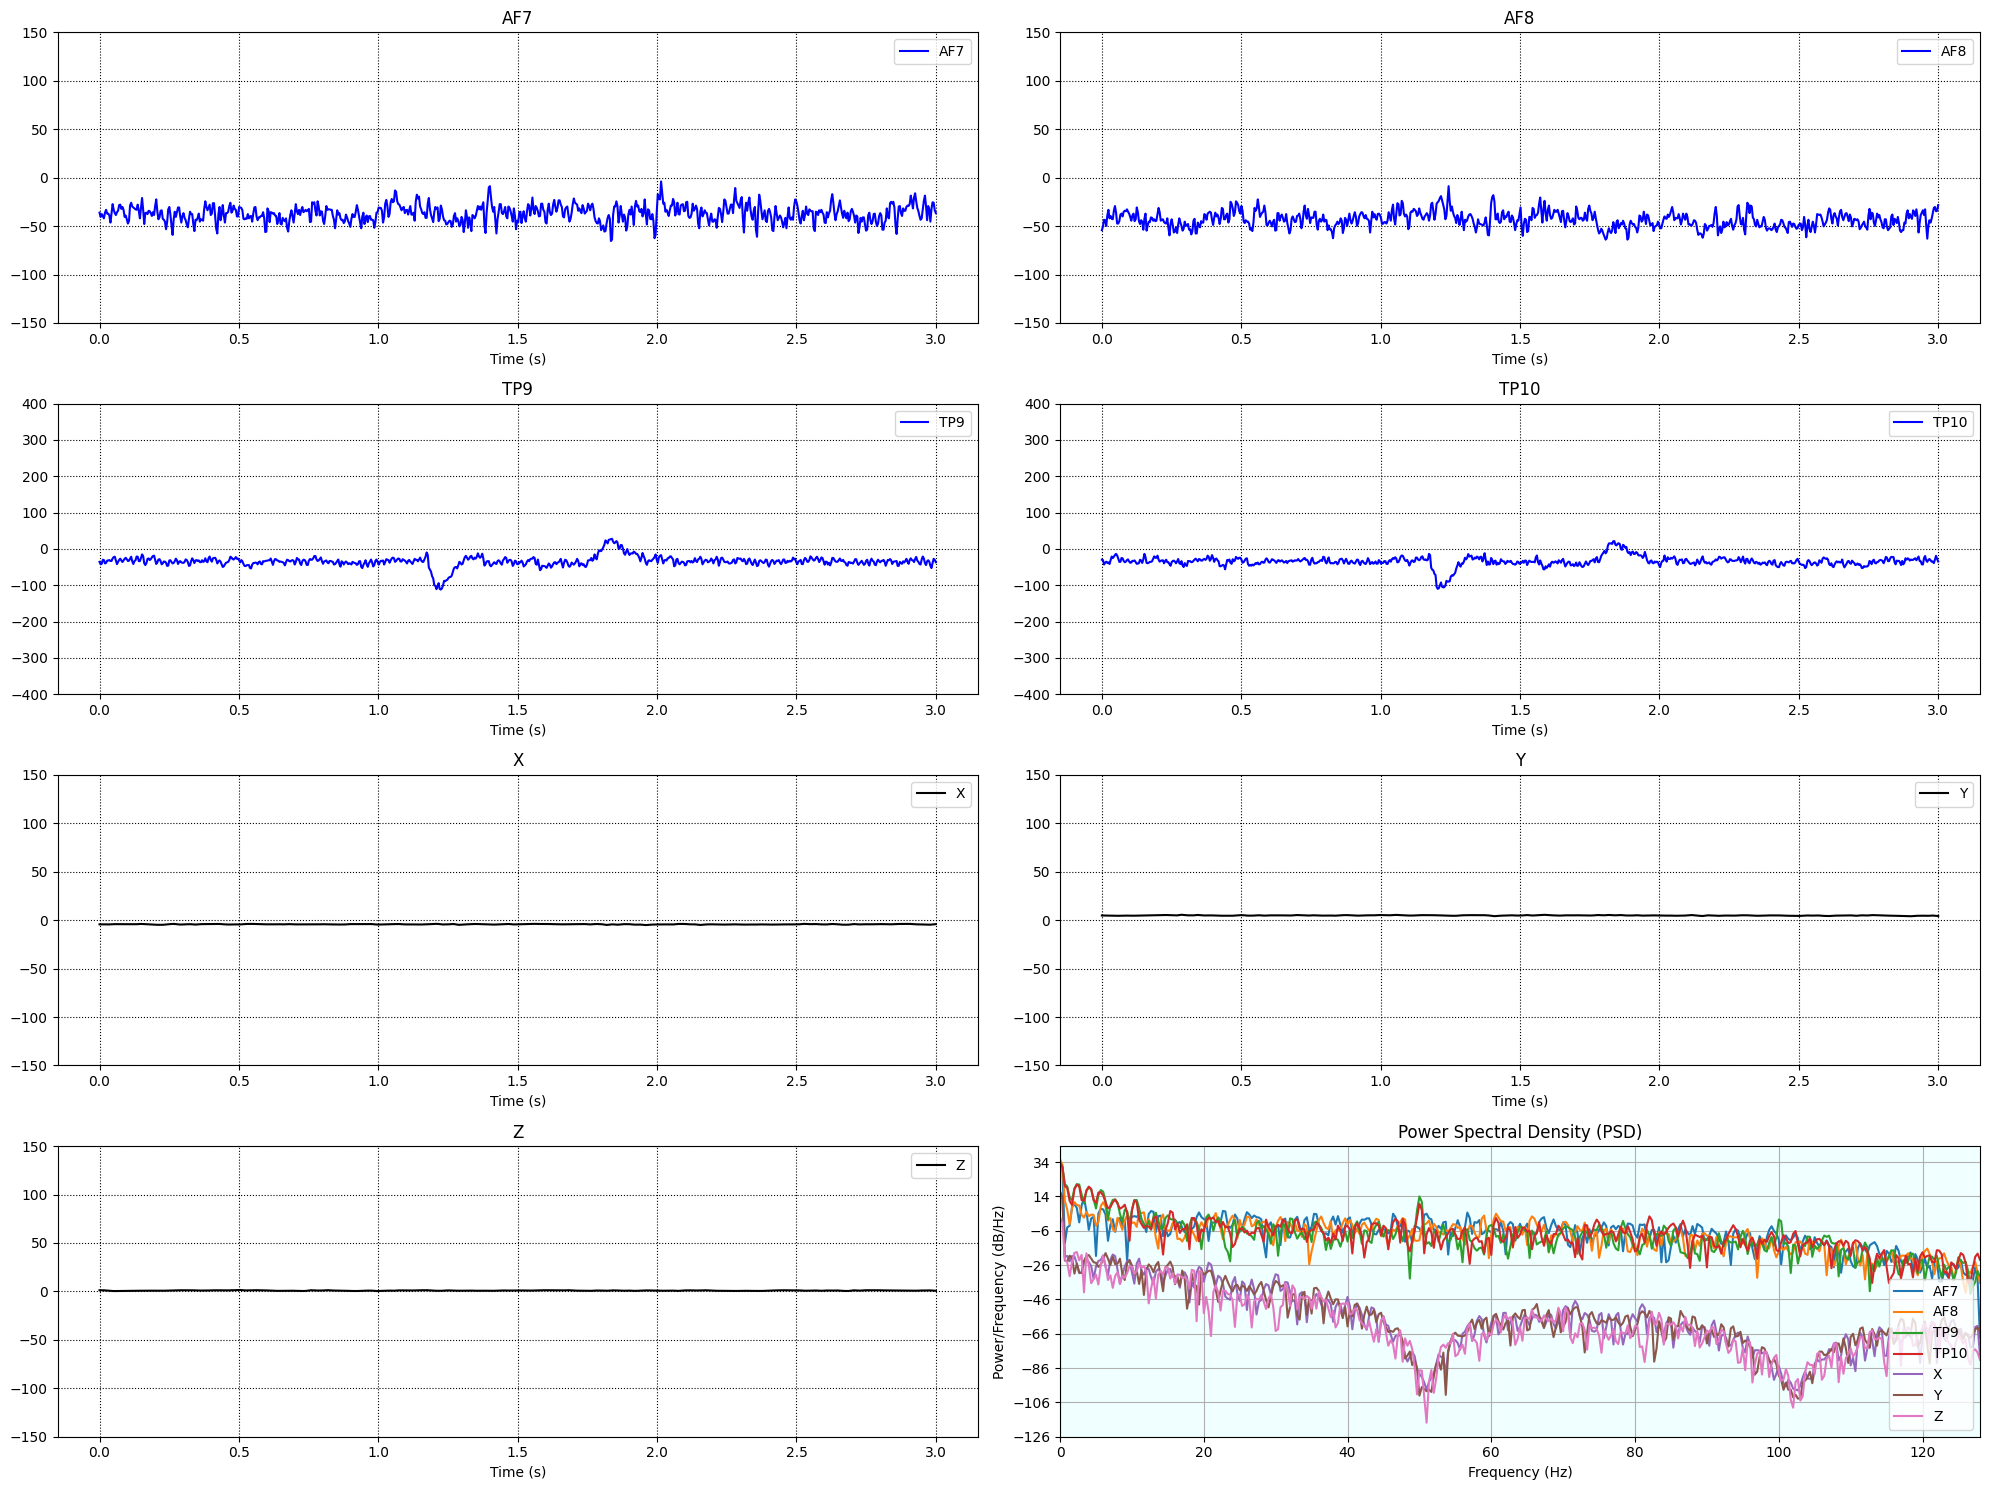 AF7
150
100
50
0
−50
−100
−150
0.0 0.5 1.0 1.5 2.0 2.5 3.0
Time (s)
AF7
AF8
150
100
50
0
−50
−100
−150
0.0 0.5 1.0 1.5 2.0 2.5 3.0
Time (s)
AF8
TP9
400
300
200
100
0
−100
−200
−300
−400
0.0 0.5 1.0 1.5 2.0 2.5 3.0
Time (s)
TP9
TP10
400
300
200
100
0
−100
−200
−300
−400
0.0 0.5 1.0 1.5 2.0 2.5 3.0
Time (s)
TP10
X
150
100
50
0
−50
−100
−150
0.0 0.5 1.0 1.5 2.0 2.5 3.0
Time (s)
X
Y
150
100
50
0
−50
−100
−150
0.0 0.5 1.0 1.5 2.0 2.5 3.0
Time (s)
Y
Z
150
100
50
0
−50
−100
−150
0.0 0.5 1.0 1.5 2.0 2.5 3.0
Time (s)
Z
Power Spectral Density (PSD)
Power/Frequency (dB/Hz)
34
14
−6
−26
−46
−66
−86
−106
−126
0 20 40 60 80 100 120
Frequency (Hz)
AF7
AF8
TP9
TP10
X
Y
Z